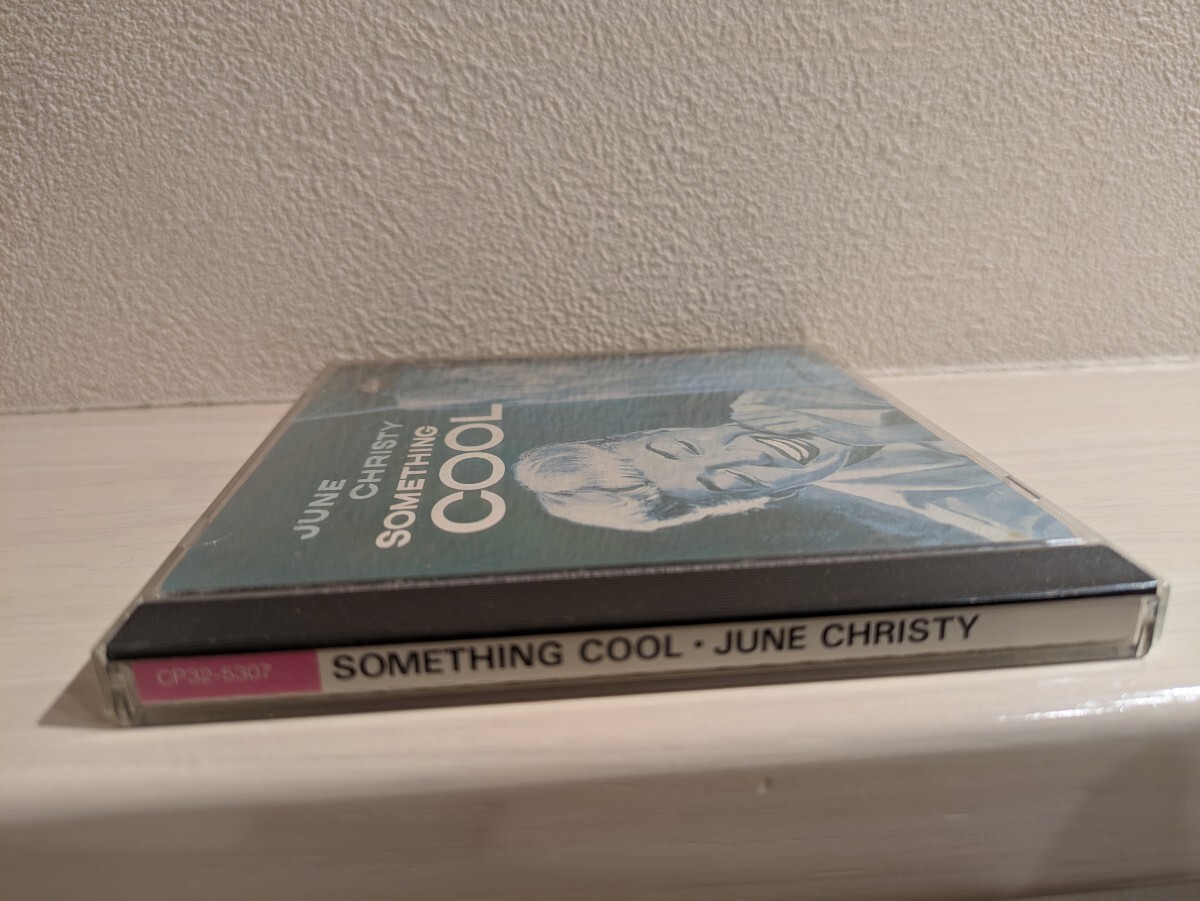 JUNE
CHRISTY
SOMETHING
COOL
CP32-5307
SOMETHING COOL · JUNE CHRISTY